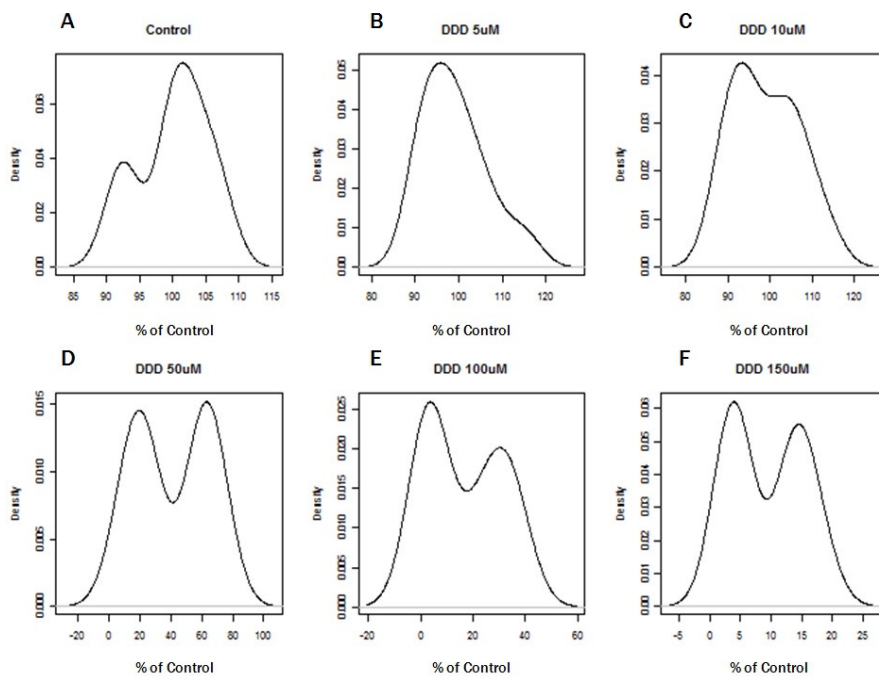 A
Control
Density
0.00 0.02 0.04 0.06
85 90 95 100 105 110 115
% of Control
B
DDD 5uM
Density
0.00 0.01 0.02 0.03 0.04 0.05
80 90 100 110 120
% of Control
C
DDD 10uM
Density
0.00 0.01 0.02 0.03 0.04
80 90 100 110 120
% of Control
D
DDD 50uM
Density
0.000 0.005 0.010 0.015
-20 0 20 40 60 80 100
% of Control
E
DDD 100uM
Density
0.000 0.005 0.010 0.015 0.020 0.025
-20 0 20 40 60
% of Control
F
DDD 150uM
Density
0.00 0.01 0.02 0.03 0.04 0.05 0.06
-5 0 5 10 15 20 25
% of Control